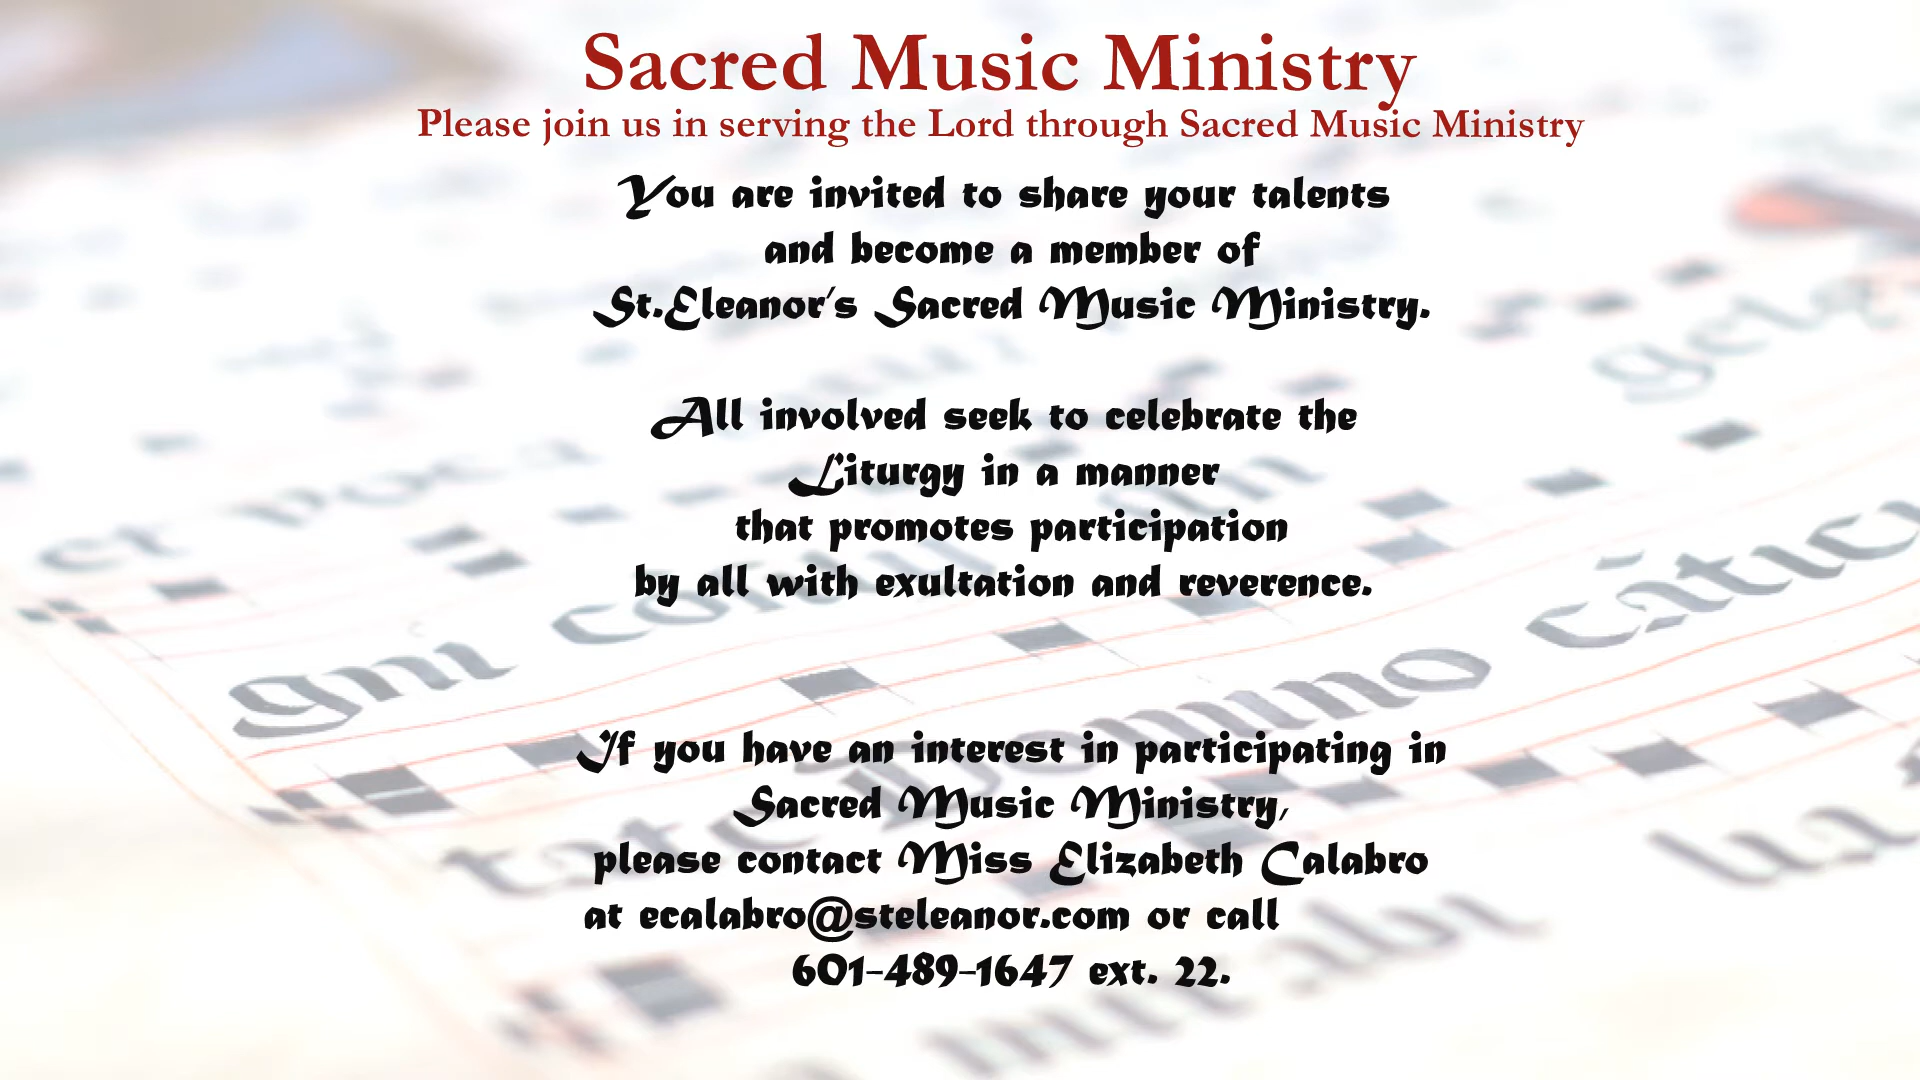 Sacred Music Ministry
Please join us in serving the Lord through Sacred Music Ministry
You are invited to share your talents
and become a member of
St.Eleanor's Sacred Music Ministry.
All involved seek to celebrate the
Liturgy in a manner
that promotes participation
by all with exultation and reverence.
If you have an interest in participating in
Sacred Music Ministry,
please contact Miss Elizabeth Calabro
at ecalabro@steleanor.com or call
601-489-1647 ext. 22.
gni
Domino